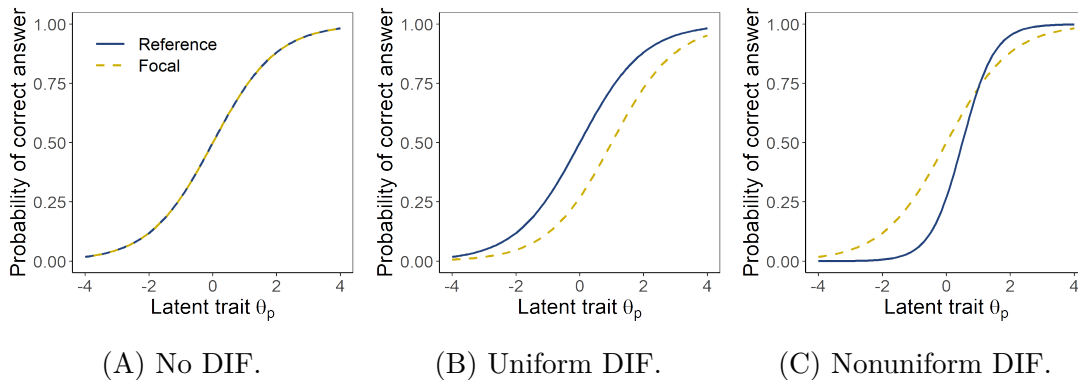 Probability of correct answer
1.00
0.75
0.50
0.25
0.00
Reference
Focal
-4 -2 0 2 4
Latent trait θp
(A) No DIF.
Probability of correct answer
1.00
0.75
0.50
0.25
0.00
-4 -2 0 2 4
Latent trait θp
(B) Uniform DIF.
Probability of correct answer
1.00
0.75
0.50
0.25
0.00
-4 -2 0 2 4
Latent trait θp
(C) Nonuniform DIF.